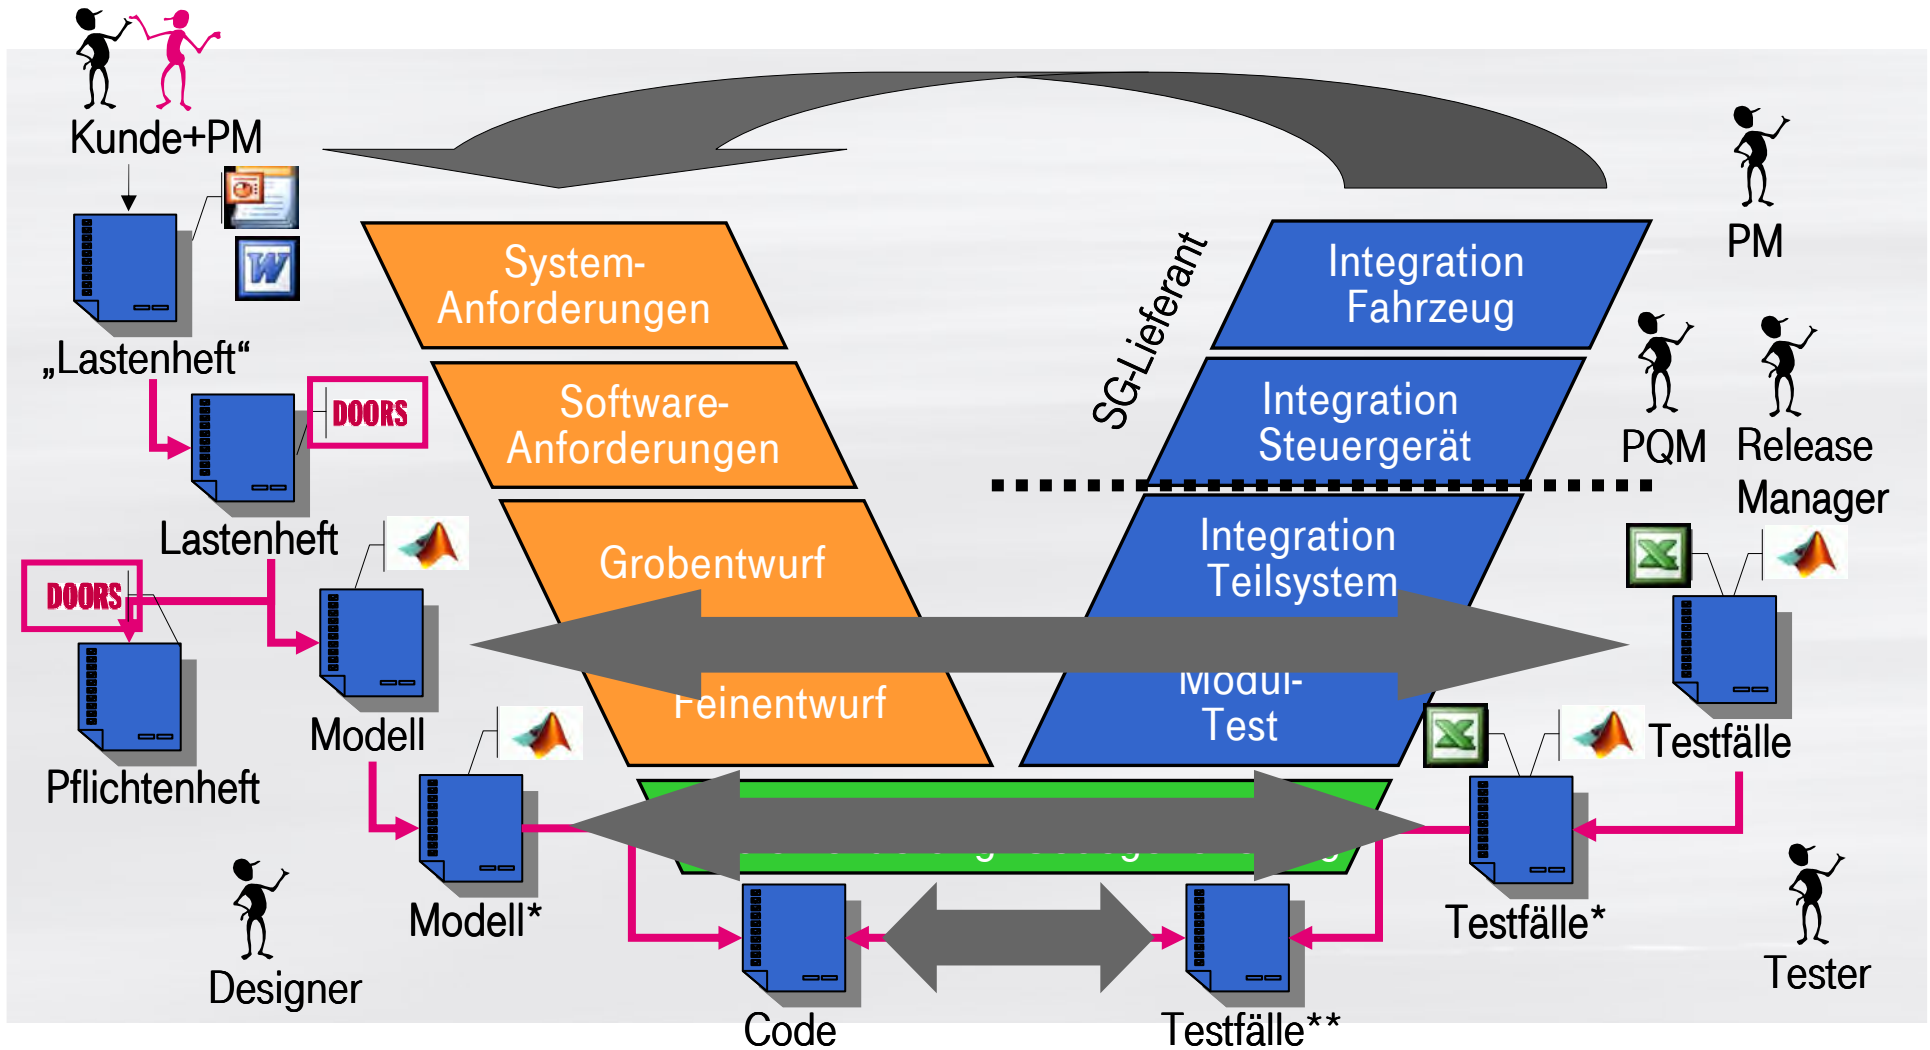 Kunde+PM
„Lastenheft“
DOORS
Lastenheft
DOORS
Pflichtenheft
Modell
Modell*
Designer
System-
Anforderungen
Software-
Anforderungen
Grobentwurf
Feinentwurf
SG-Lieferant
Integration
Fahrzeug
Integration
Steuergerät
Integration
Teilsystem
Modul-
Test
PM
PQM
Release
Manager
Testfälle
Testfälle*
Tester
Code
Testfälle**